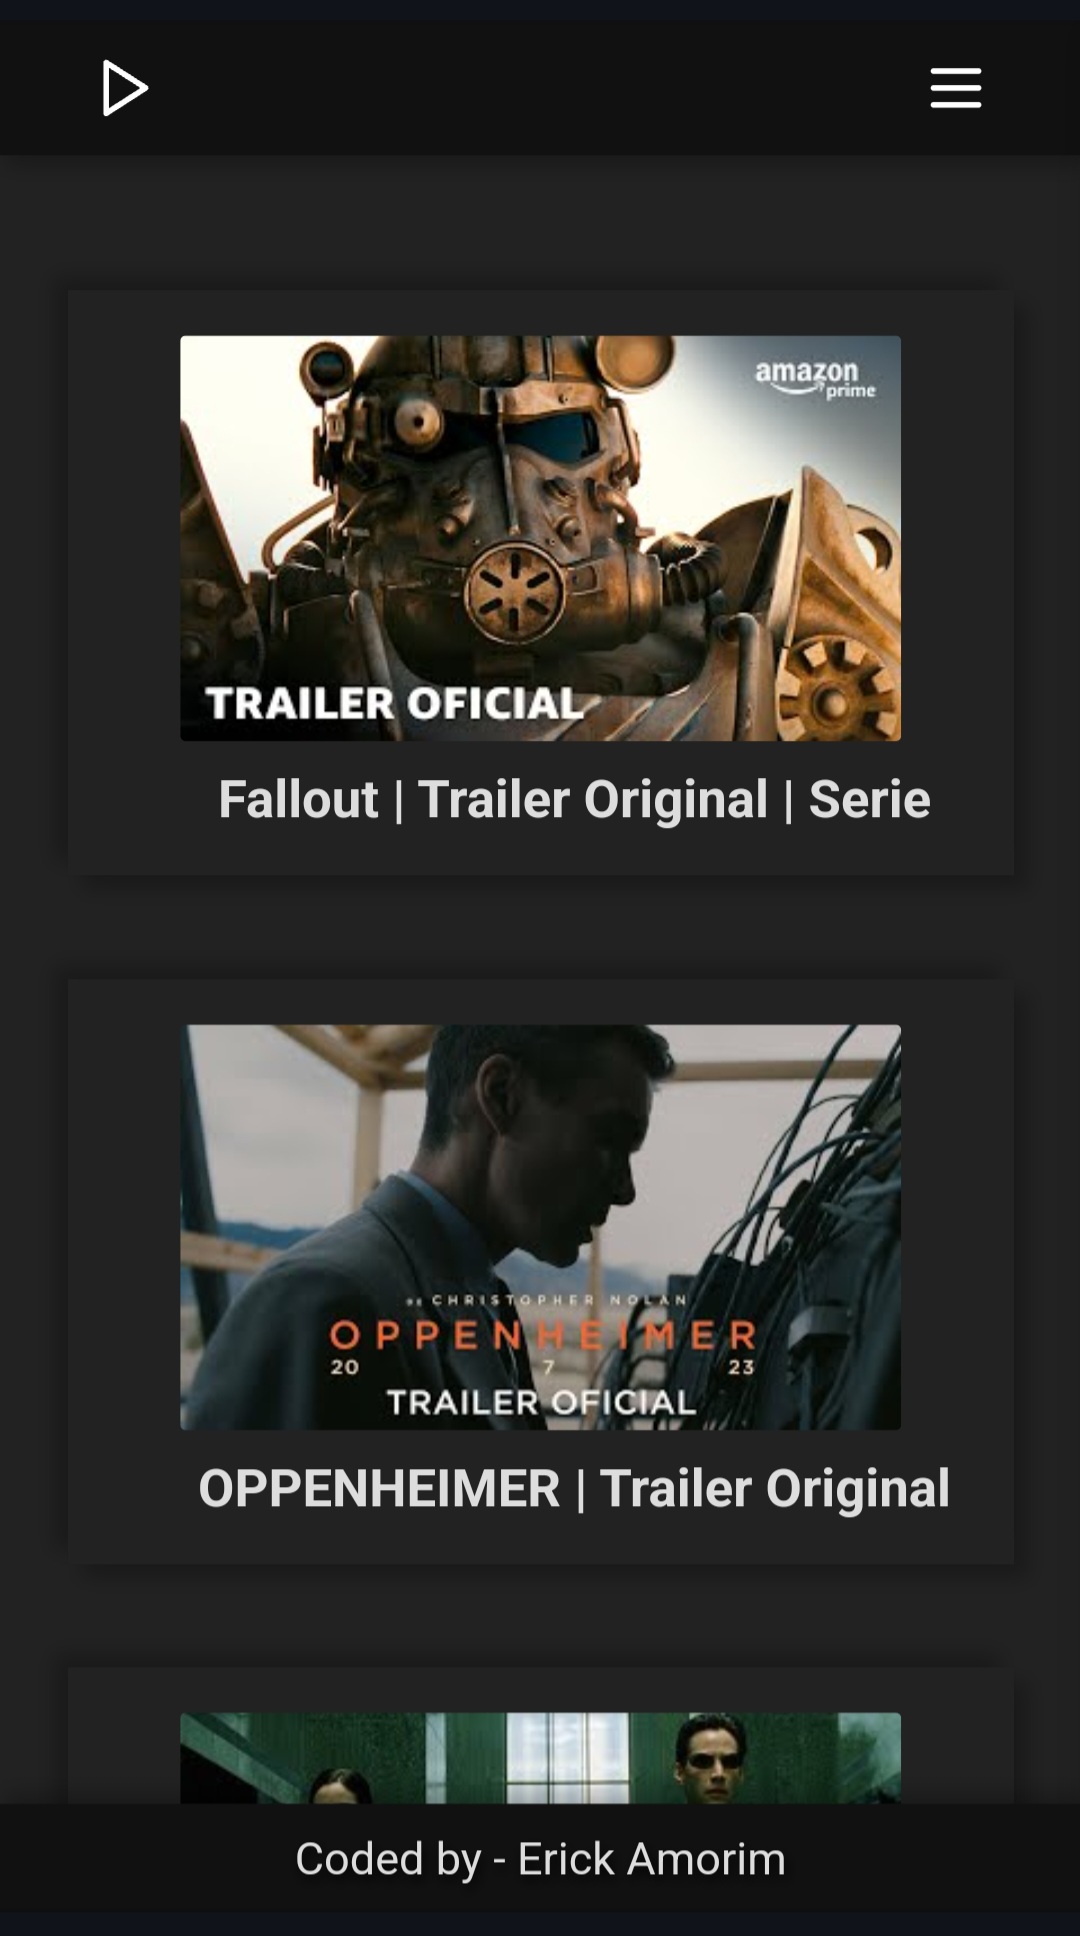 amazon
prime
TRAILER OFICIAL
Fallout | Trailer Original | Serie
DE CHRISTOPHER NOLAN
OPPENHEIMER
20 7 23
TRAILER OFICIAL
OPPENHEIMER | Trailer Original
Coded by - Erick Amorim